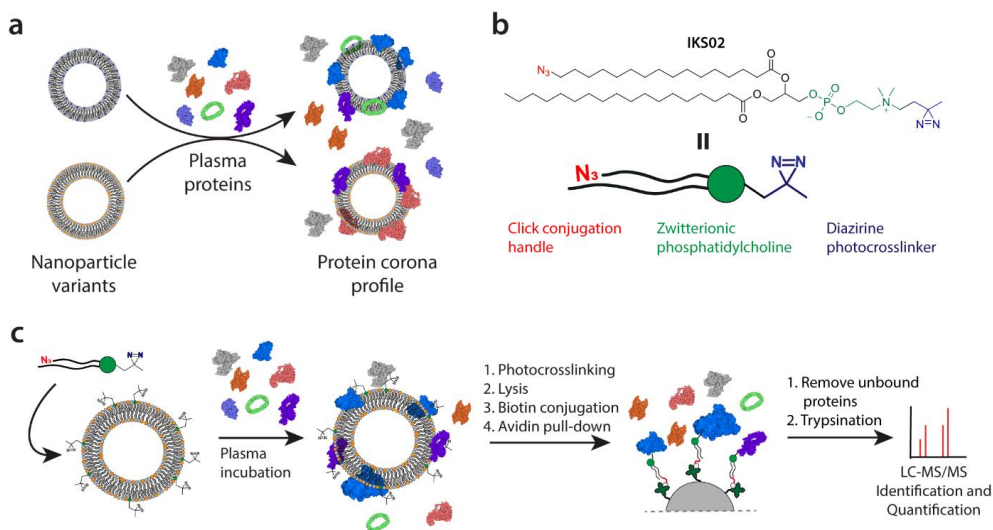 a
Plasma
proteins
Nanoparticle
variants
Protein corona
profile
b
IKS02
N₃
O
O
O
O
O
O
P
O
O⁻
N
+
N=N
N₃
N=N
Click conjugation
handle
Zwitterionic
phosphatidylcholine
Diazirine
photocrosslinker
c
N₃
N=N
Plasma
incubation
1. Photocrosslinking
2. Lysis
3. Biotin conjugation
4. Avidin pull-down
1. Remove unbound
proteins
2. Trypsination
LC-MS/MS
Identification and
Quantification